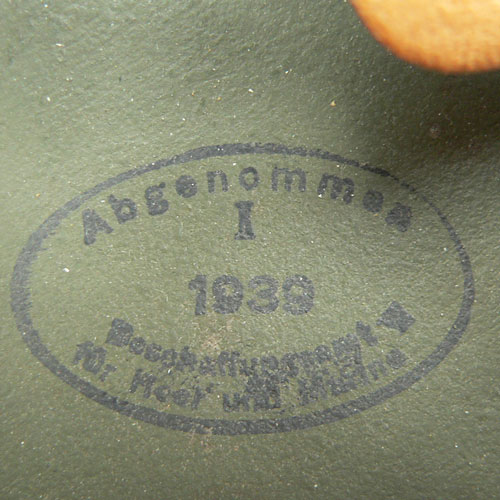 Abgenommen
I
1939
Beschaffungsamt
für Heer und Marine